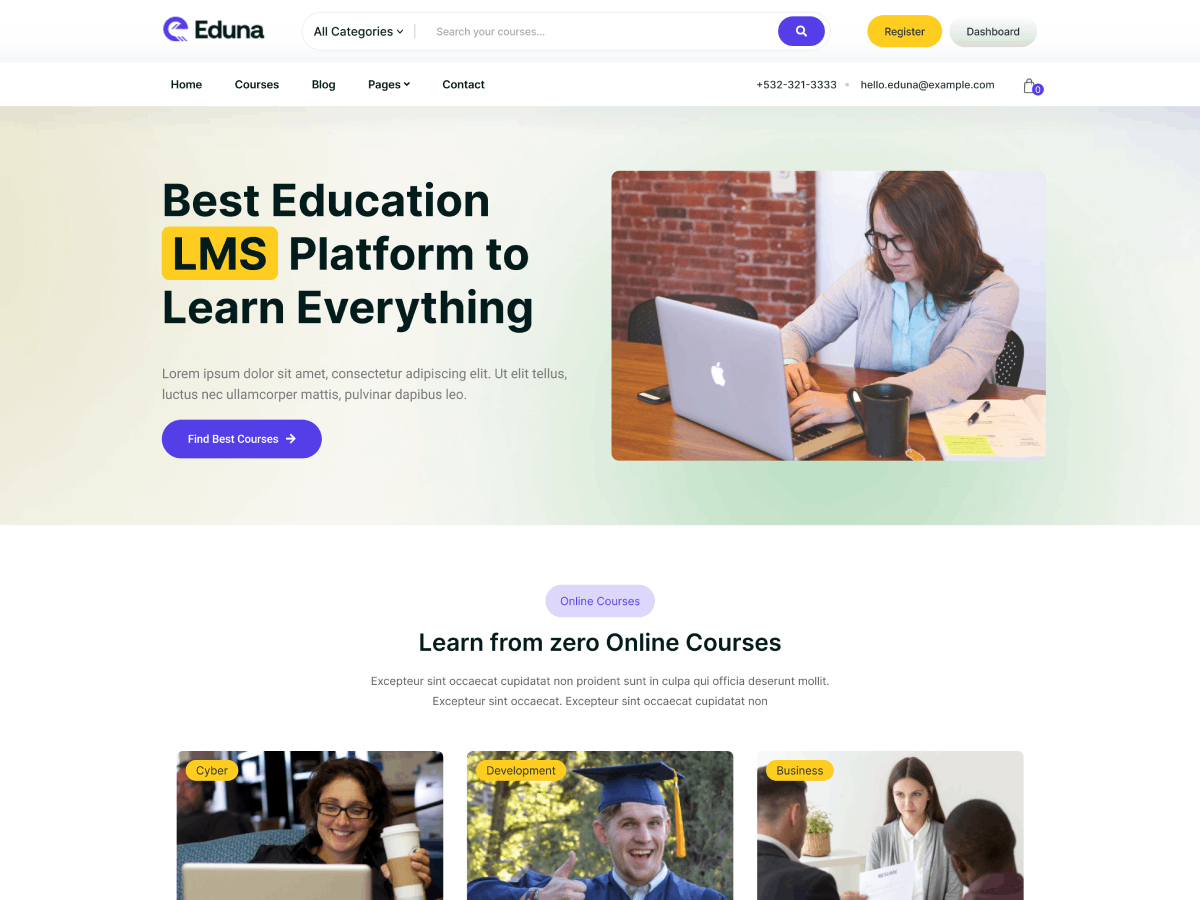 Eduna
All Categories
Search your courses...
Register
Dashboard
Home
Courses
Blog
Pages
Contact
+532-321-3333
hello.eduna@example.com
0
Best Education
LMS Platform to
Learn Everything
Lorem ipsum dolor sit amet, consectetur adipiscing elit. Ut elit tellus,
luctus nec ullamcorper mattis, pulvinar dapibus leo.
Find Best Courses
Online Courses
Learn from zero Online Courses
Excepteur sint occaecat cupidatat non proident sunt in culpa qui officia deserunt mollit.
Excepteur sint occaecat. Excepteur sint occaecat cupidatat non
Cyber
Development
Business
RESUME